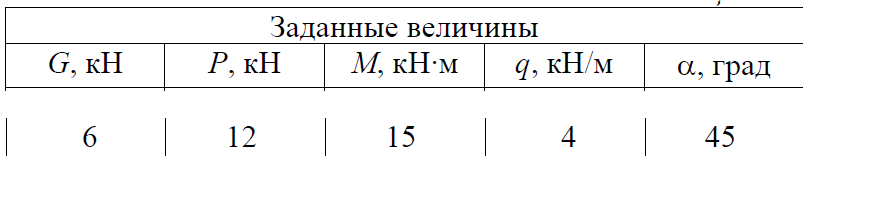 Заданные величины
G, кН P, кН M, кН·м q, кН/м α, град
6 12 15 4 45